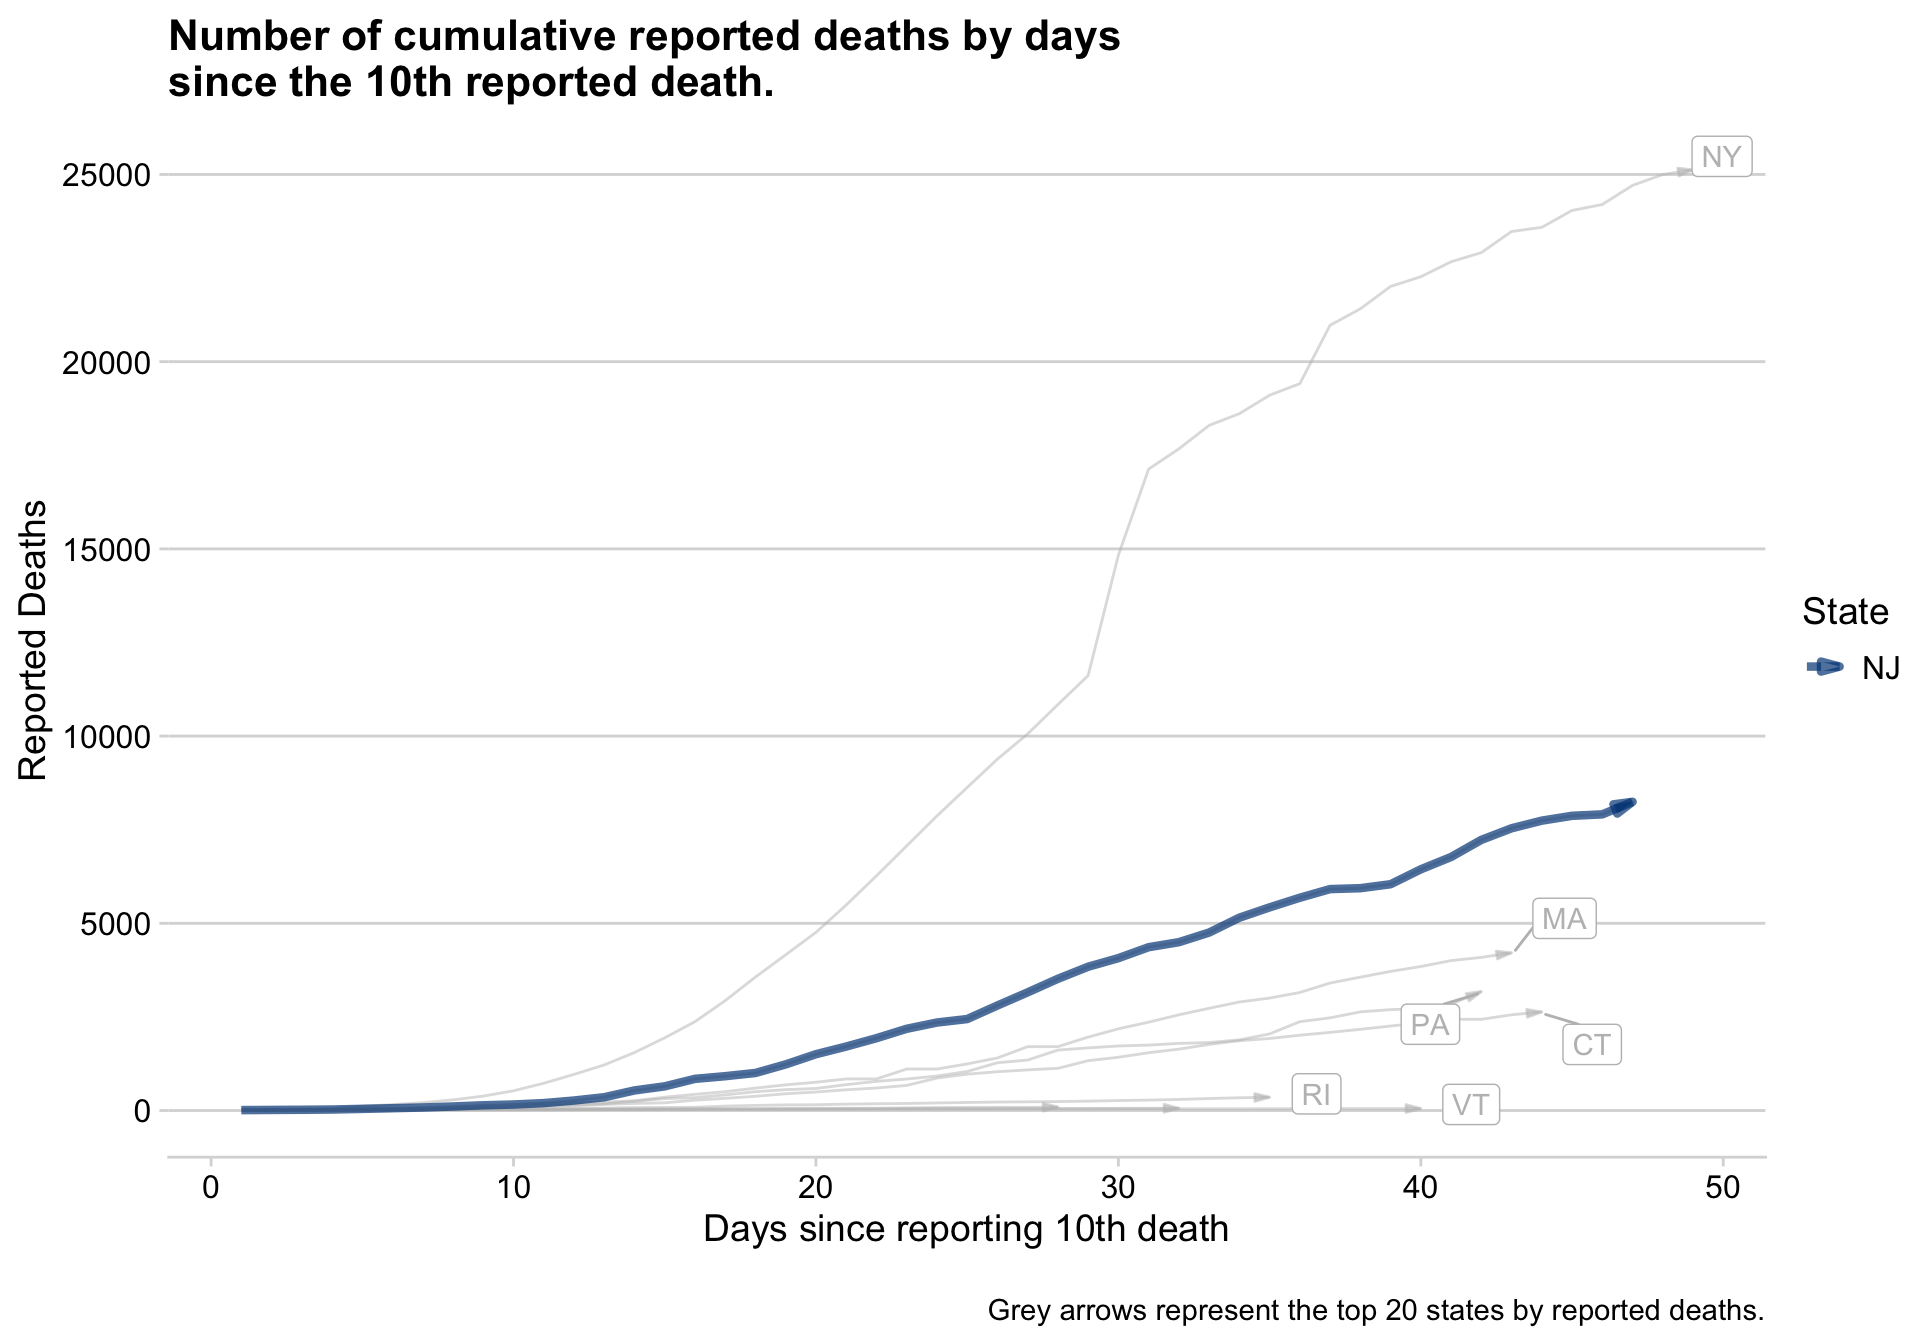 Number of cumulative reported deaths by days
since the 10th reported death.
25000
20000
15000
10000
5000
0
Reported Deaths
NY
MA
PA
CT
RI
VT
State
NJ
0 10 20 30 40 50
Days since reporting 10th death
Grey arrows represent the top 20 states by reported deaths.